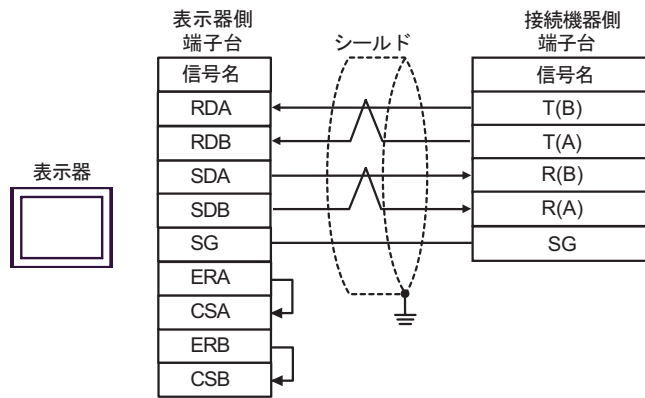 表示器側
端子台
シールド
接続機器側
端子台
信号名
信号名
RDA
T(B)
RDB
T(A)
表示器
SDA
R(B)
SDB
R(A)
SG
SG
ERA
CSA
ERB
CSB